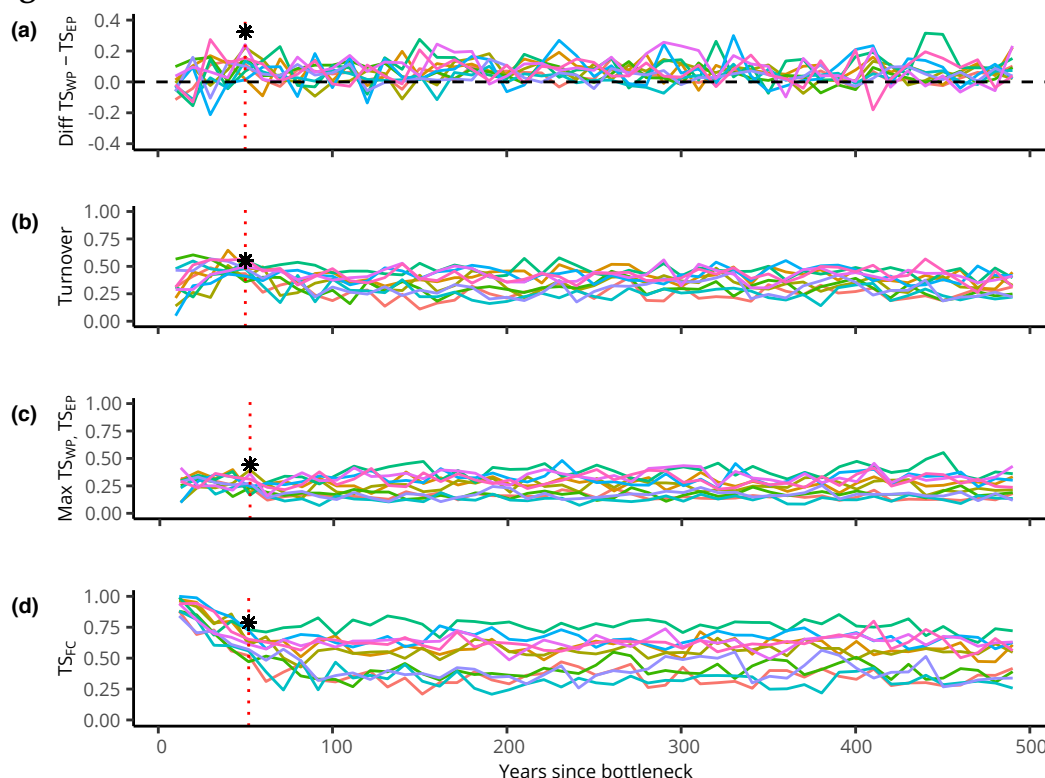 (a)
Diff TS_WP – TS_EP
0.4
0.2
0.0
-0.2
-0.4
(b)
Turnover
1.00
0.75
0.50
0.25
0.00
(c)
Max TS_WP, TS_EP
1.00
0.75
0.50
0.25
0.00
(d)
TS_FC
1.00
0.75
0.50
0.25
0.00
0 100 200 300 400 500
Years since bottleneck